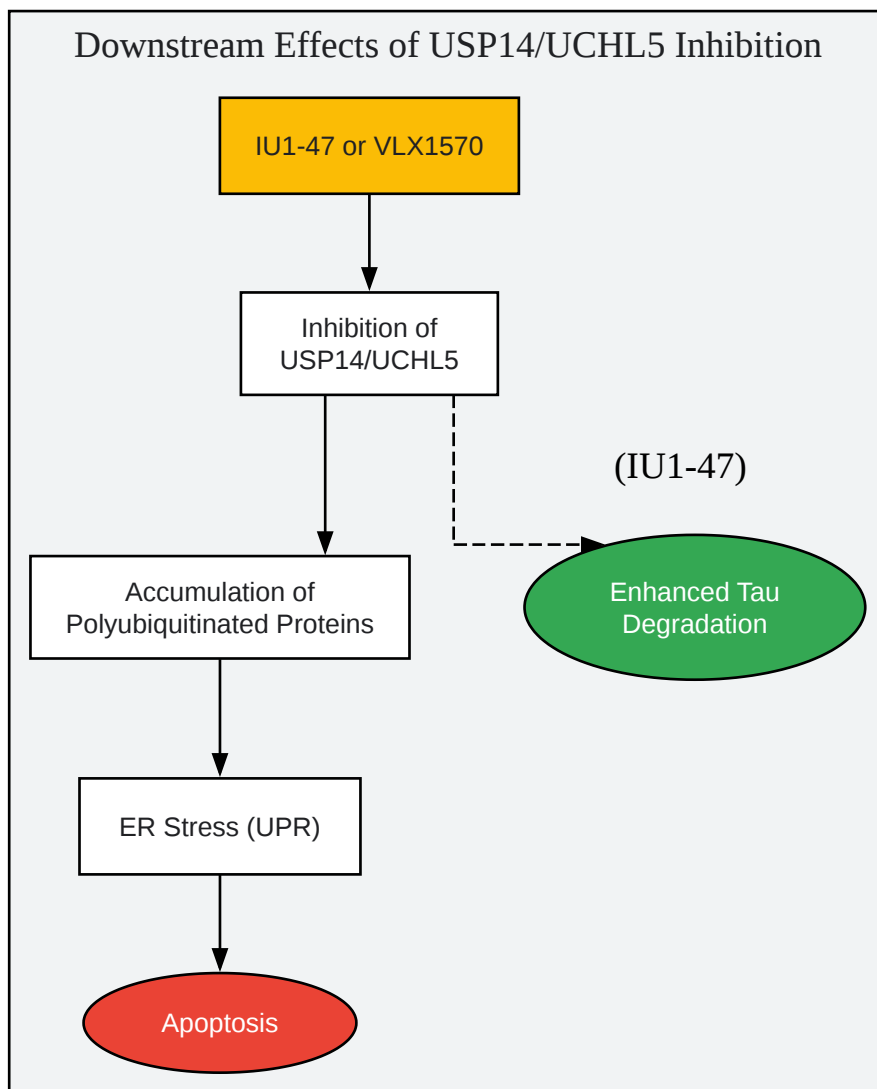 Downstream Effects of USP14/UCHL5 Inhibition
IU1-47 or VLX1570
Inhibition of
USP14/UCHL5
(IU1-47)
Accumulation of
Polyubiquitinated Proteins
Enhanced Tau
Degradation
ER Stress (UPR)
Apoptosis